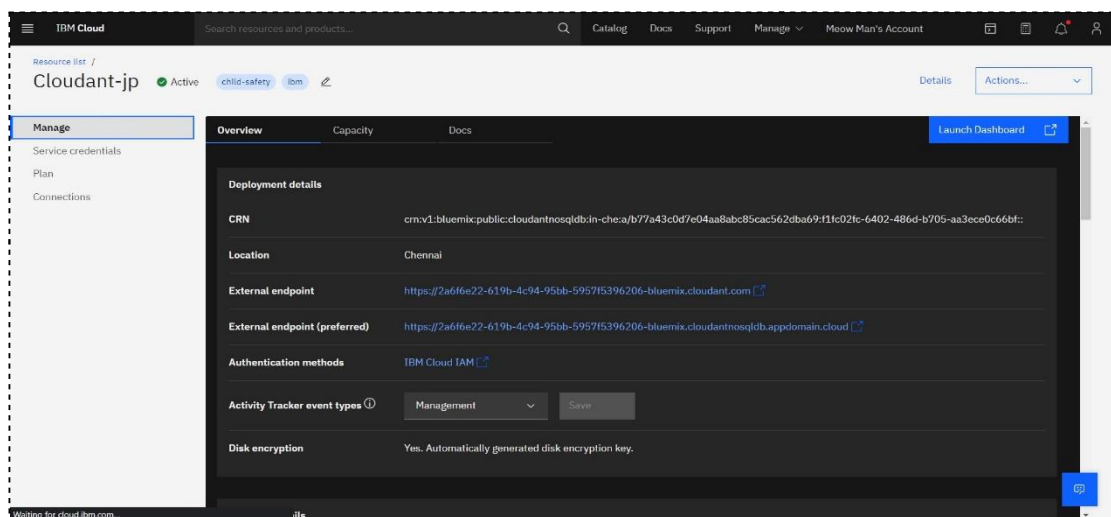 IBM Cloud Search resources and products... Catalog Docs Support Manage Meow Man's Account
Resource list /
Cloudant-jp Active child-safety ibm Details Actions...
Manage Overview Capacity Docs Launch Dashboard
Service credentials
Plan
Connections
Deployment details
CRN crn:v1:bluemix:public:cloudantnosqldb:in-che:a/b77a43c0d7e04aa8abc85cac562dba69:f1fc02fc-6402-486d-b705-aa3ece0c66bf::
Location Chennai
External endpoint https://2a6f6e22-619b-4c94-95bb-5957f5396206-bluemix.cloudant.com
External endpoint (preferred) https://2a6f6e22-619b-4c94-95bb-5957f5396206-bluemix.cloudantnosqldb.appdomain.cloud
Authentication methods IBM Cloud IAM
Activity Tracker event types Management Save
Disk encryption Yes. Automatically generated disk encryption key.
Waiting for cloud.ibm.com...